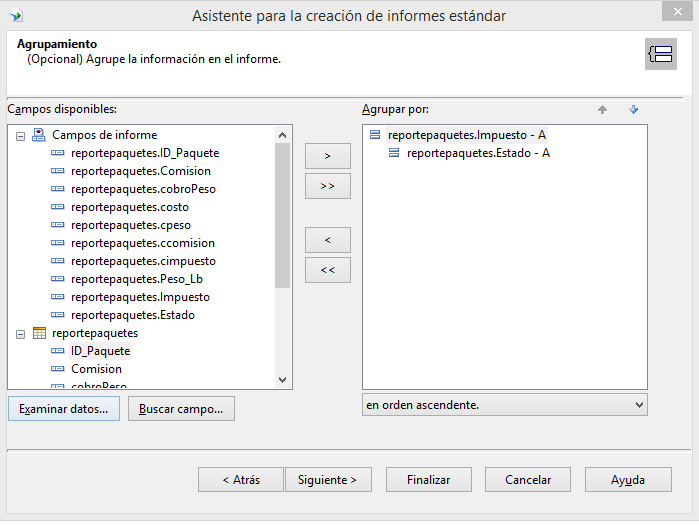 Asistente para la creación de informes estándar
Agrupamiento
(Opcional) Agrupe la información en el informe.
Campos disponibles:
Campos de informe
reportepaquetes.ID_Paquete
reportepaquetes.Comision
reportepaquetes.cobroPeso
reportepaquetes.costo
reportepaquetes.cpeso
reportepaquetes.ccomision
reportepaquetes.cimpuesto
reportepaquetes.Peso_Lb
reportepaquetes.Impuesto
reportepaquetes.Estado
reportepaquetes
ID_Paquete
Comision
cobroPeso
Examinar datos...
Buscar campo...
>
>>
<
<<
Agrupar por:
reportepaquetes.Impuesto - A
reportepaquetes.Estado - A
en orden ascendente.
< Atrás
Siguiente >
Finalizar
Cancelar
Ayuda